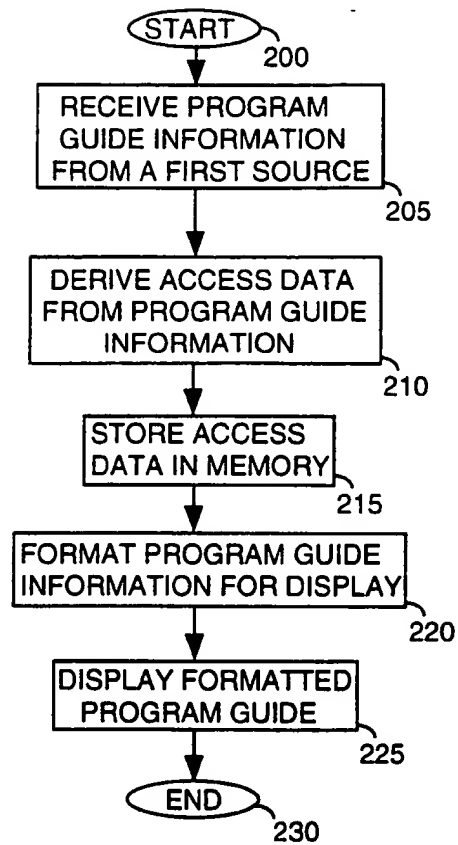 START
200
RECEIVE PROGRAM
GUIDE INFORMATION
FROM A FIRST SOURCE
205
DERIVE ACCESS DATA
FROM PROGRAM GUIDE
INFORMATION
210
STORE ACCESS
DATA IN MEMORY
215
FORMAT PROGRAM GUIDE
INFORMATION FOR DISPLAY
220
DISPLAY FORMATTED
PROGRAM GUIDE
225
END
230